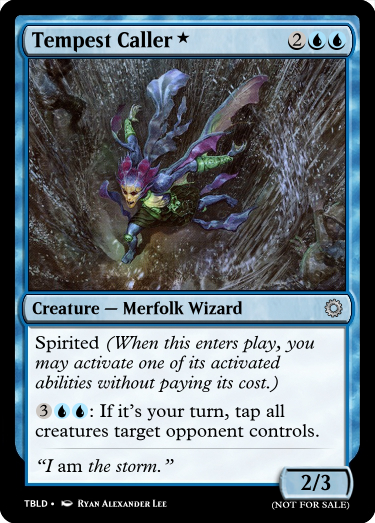 Tempest Caller ★ 2
Creature — Merfolk Wizard
Spirited (When this enters play, you
may activate one of its activated
abilities without paying its cost.)
3: If it's your turn, tap all
creatures target opponent controls.
"I am the storm."
2/3
TBLD • Ryan Alexander Lee (NOT FOR SALE)